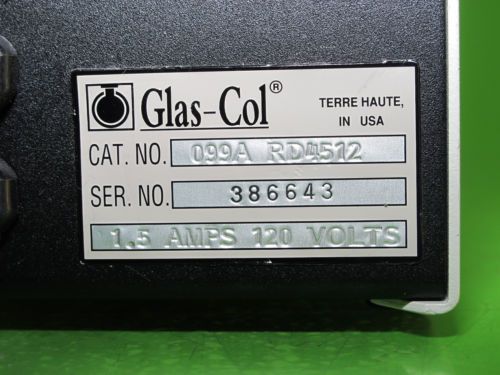 Glas-Col®
TERRE HAUTE,
IN USA
CAT. NO. 099A RD4512
SER. NO. 386643
1.5 AMPS 120 VOLTS